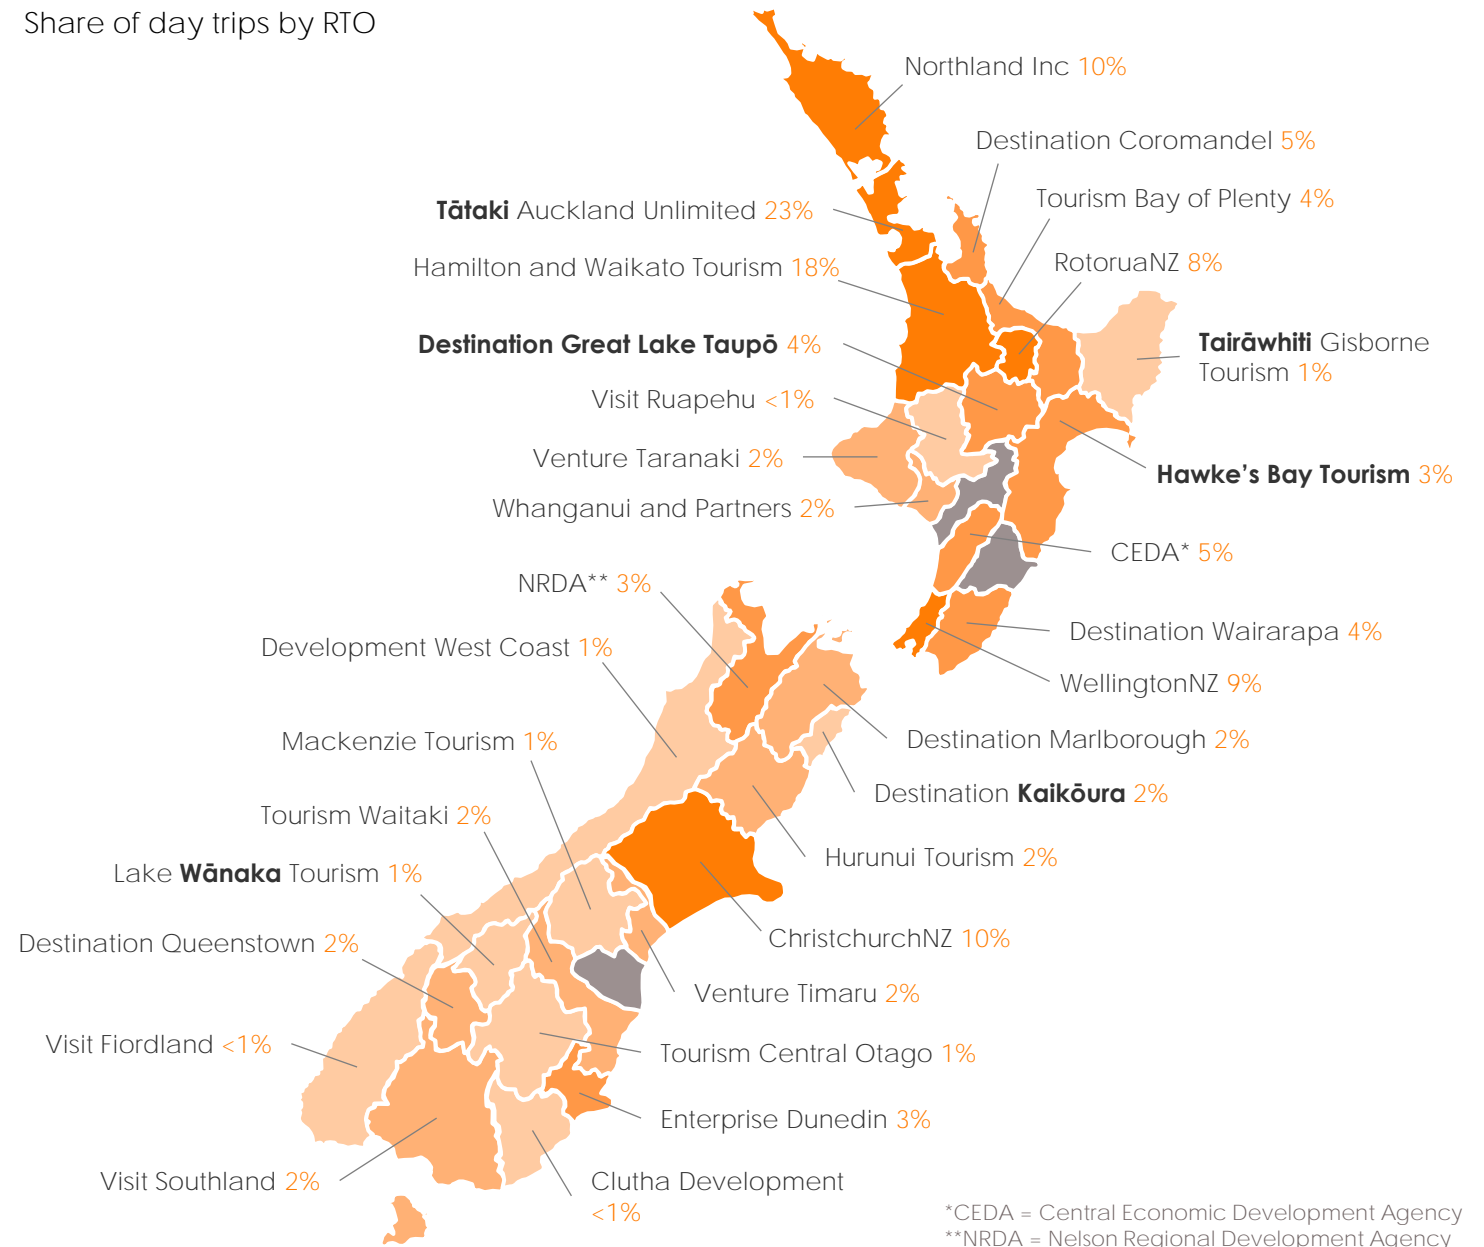 Share of day trips by RTO
Northland Inc 10%
Destination Coromandel 5%
Tourism Bay of Plenty 4%
Tātaki Auckland Unlimited 23%
RotoruaNZ 8%
Hamilton and Waikato Tourism 18%
Tairāwhiti Gisborne
Tourism 1%
Destination Great Lake Taupō 4%
Visit Ruapehu <1%
Venture Taranaki 2%
Hawke's Bay Tourism 3%
Whanganui and Partners 2%
CEDA* 5%
NRDA** 3%
Destination Wairarapa 4%
Development West Coast 1%
WellingtonNZ 9%
Mackenzie Tourism 1%
Destination Marlborough 2%
Destination Kaikōura 2%
Tourism Waitaki 2%
Hurunui Tourism 2%
Lake Wānaka Tourism 1%
Destination Queenstown 2%
ChristchurchNZ 10%
Venture Timaru 2%
Visit Fiordland <1%
Tourism Central Otago 1%
Enterprise Dunedin 3%
Visit Southland 2%
Clutha Development
<1%
*CEDA = Central Economic Development Agency
**NRDA = Nelson Regional Development Agency